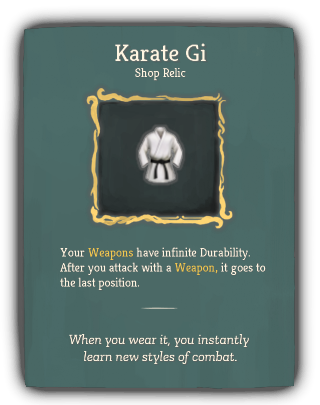 Karate Gi
Shop Relic
Your Weapons have infinite Durability.
After you attack with a Weapon, it goes to
the last position.
When you wear it, you instantly
learn new styles of combat.